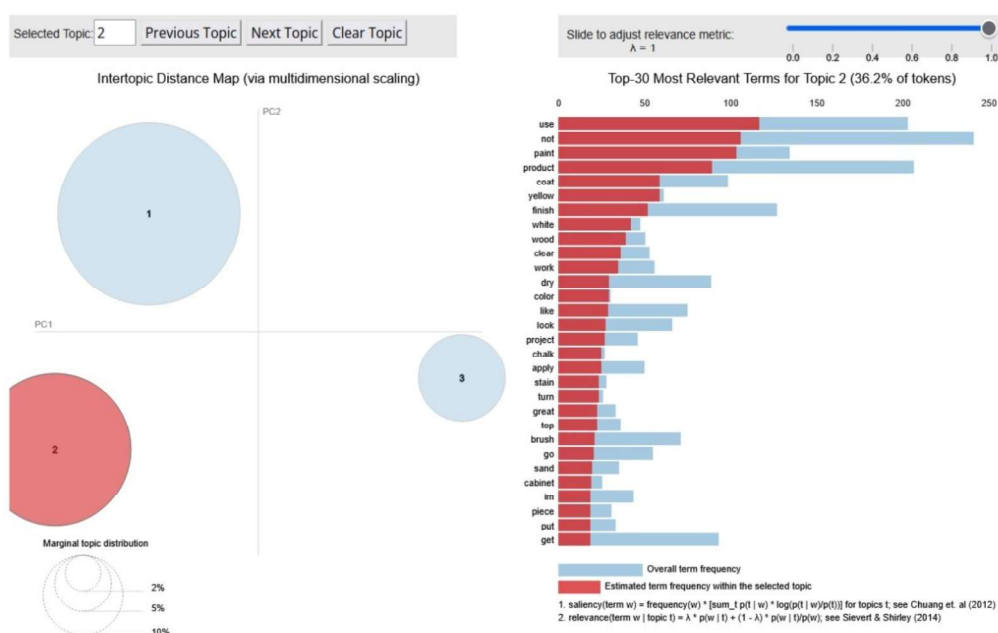 Selected Topic: 2 Previous Topic Next Topic Clear Topic
Slide to adjust relevance metric:
λ = 1
0.0 0.2 0.4 0.6 0.8 1.0
Intertopic Distance Map (via multidimensional scaling)
PC2
PC1
1
2
3
Marginal topic distribution
2%
5%
10%
Top-30 Most Relevant Terms for Topic 2 (36.2% of tokens)
0 50 100 150 200 250
use
not
paint
product
coat
yellow
finish
white
wood
clear
work
dry
color
like
look
project
chalk
apply
stain
turn
great
top
brush
go
sand
cabinet
im
piece
put
get
Overall term frequency
Estimated term frequency within the selected topic
1. saliency(term w) = frequency(w) * [sum_t p(t | w) * log(p(t | w)/p(t))] for topics t; see Chuang et. al (2012)
2. relevance(term w | topic t) = λ * p(w | t) + (1 - λ) * p(w | t)/p(w); see Sievert & Shirley (2014)